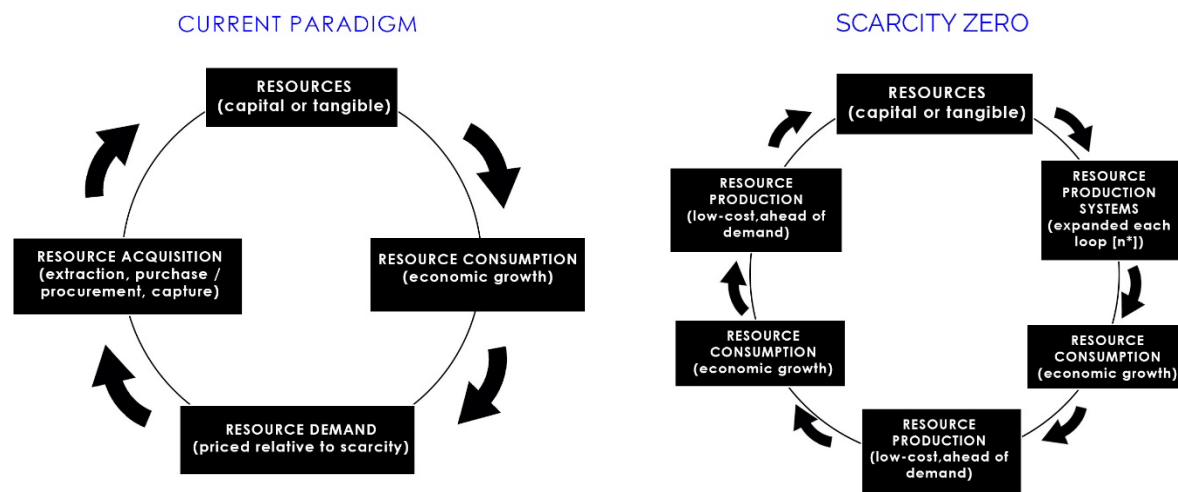 CURRENT PARADIGM
RESOURCES
(capital or tangible)
RESOURCE CONSUMPTION
(economic growth)
RESOURCE DEMAND
(priced relative to scarcity)
RESOURCE ACQUISITION
(extraction, purchase /
procurement, capture)
SCARCITY ZERO
RESOURCES
(capital or tangible)
RESOURCE
PRODUCTION
SYSTEMS
(expanded each
loop [n*])
RESOURCE
CONSUMPTION
(economic growth)
RESOURCE
PRODUCTION
(low-cost,ahead of
demand)
RESOURCE
CONSUMPTION
(economic growth)
RESOURCE
PRODUCTION
(low-cost,ahead of
demand)